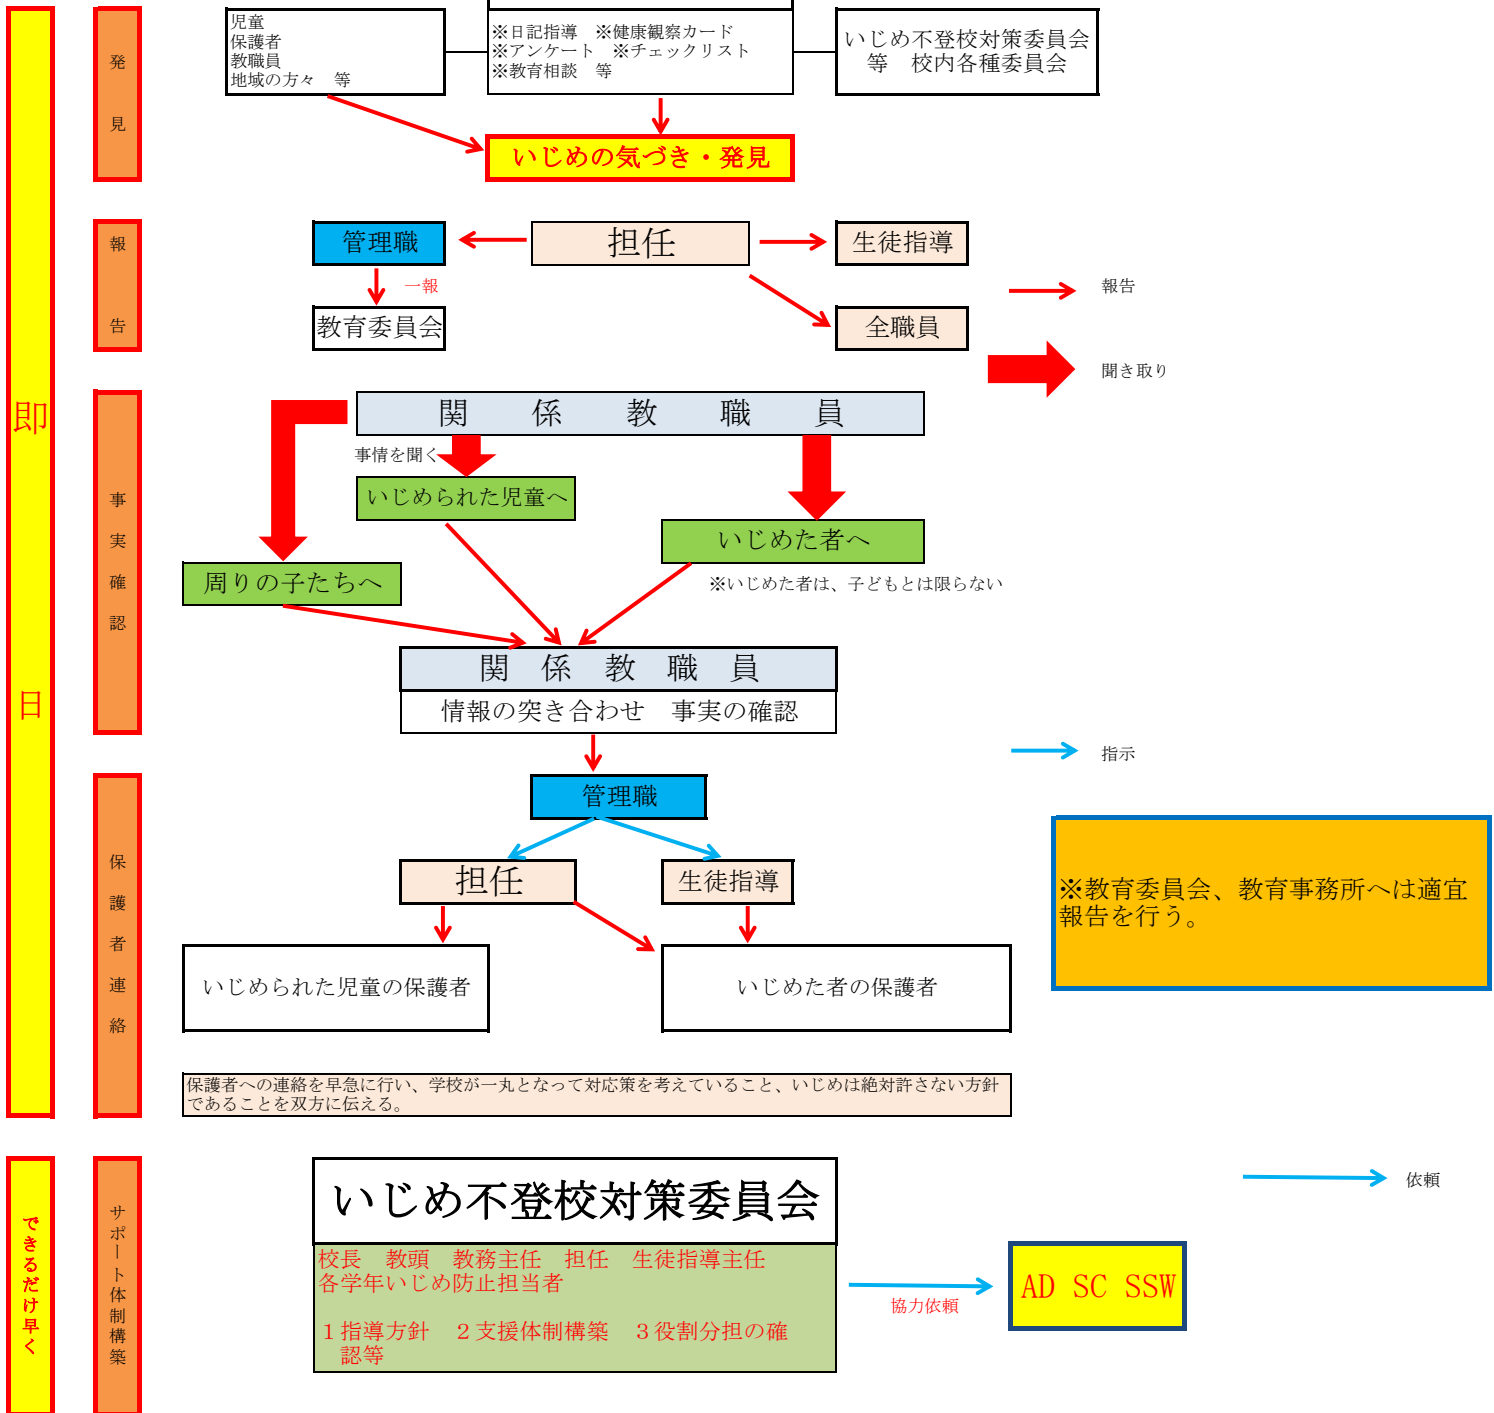 即日
発見
児童
保護者
教職員
地域の方々　等
※日記指導　※健康観察カード
※アンケート　※チェックリスト
※教育相談　等
いじめ不登校対策委員会
等　校内各種委員会
いじめの気づき・発見
報告
管理職
担任
生徒指導
一報
報告
教育委員会
全職員
聞き取り
事実確認
関係教職員
事情を聞く
いじめられた児童へ
いじめた者へ
周りの子たちへ
※いじめた者は、子どもとは限らない
関係教職員
情報の突き合わせ　事実の確認
指示
保護者連絡
管理職
担任
生徒指導
※教育委員会、教育事務所へは適宜
報告を行う。
いじめられた児童の保護者
いじめた者の保護者
保護者への連絡を早急に行い、学校が一丸となって対応策を考えていること、いじめは絶対許さない方針
であることを双方に伝える。
できるだけ早く
サポート体制構築
いじめ不登校対策委員会
依頼
校長　教頭　教務主任　担任　生徒指導主任
各学年いじめ防止担当者
１指導方針　２支援体制構築　３役割分担の確
認等
協力依頼
AD SC SSW